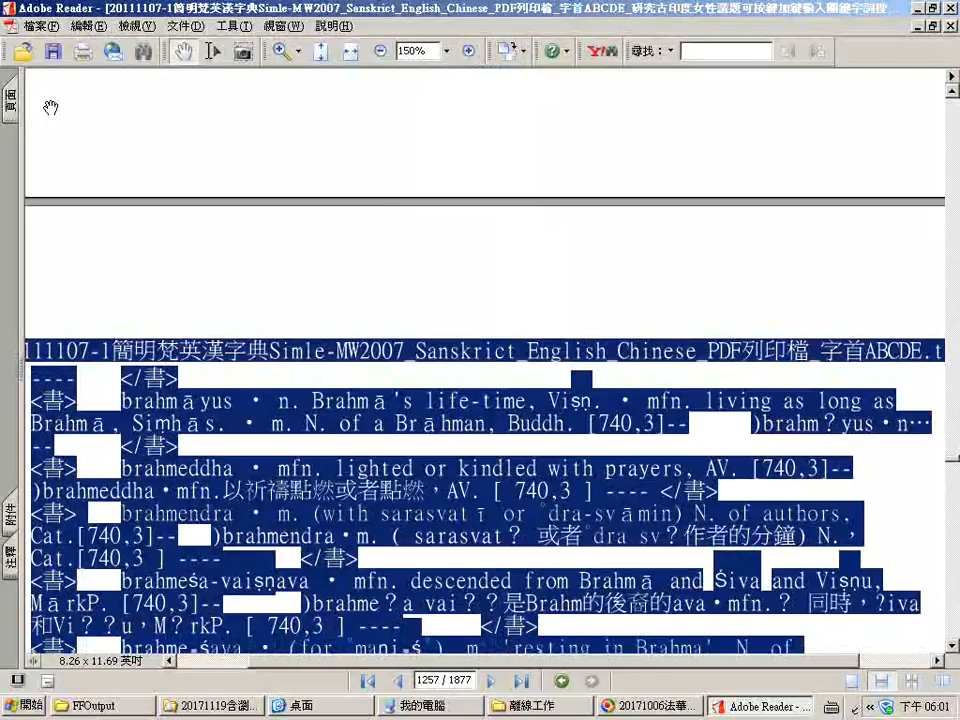 Adobe Reader - [20111107-1簡明梵英漢字典Simle-MW2007_Sanskrict_English_Chinese_PDF列印檔_字首ABCDE_研究古印度女性議題可按鍵加鍵輸入關鍵字詞搜
檔案(F) 編輯(E) 檢視(V) 文件(D) 工具(T) 視窗(W) 說明(H)
150% Y! 尋找：
頁面
111107-1簡明梵英漢字典Simle-MW2007_Sanskrict_English_Chinese_PDF列印檔_字首ABCDE.t
---- </書>
<書> brahmāyus • n. Brahmā's life-time, Viṣṇ. • mfn. living as long as
Brahmā, Siṃhās. • m. N. of a Brāhman, Buddh. [740,3]-- )brahm？yus•n…
-- </書>
<書> brahmeddha • mfn. lighted or kindled with prayers, AV. [740,3]--
)brahmeddha•mfn.以祈禱點燃或者點燃，AV. [ 740,3 ] ---- </書>
<書> brahmendra • m. (with sarasvatī or ˚dra-svāmin) N. of authors,
Cat.[740,3]-- )brahmendra•m. ( sarasvat？ 或者˚dra sv？作者的分鐘) N.，
Cat.[740,3 ] ---- </書>
<書> brahmeśa-vaiṣṇava • mfn. descended from Brahmā and Śiva and Viṣṇu,
MārkP. [740,3]-- )brahme？a vai？？是Brahm的後裔的ava•mfn.？ 同時，?iva
和Vi？？u，M？rkP. [ 740,3 ] ---- </書>
<書> brahme-śaya • (for ˚maṇi-ś˚) m. 'resting in Brahma' N. of
附件
注釋
8.26 x 11.69 英吋
1257 / 1877
開始 FFOutput 20171119含瀏... 桌面 我的電腦 離線工作 20171006法華... Adobe Reader - [... 下午 06:01